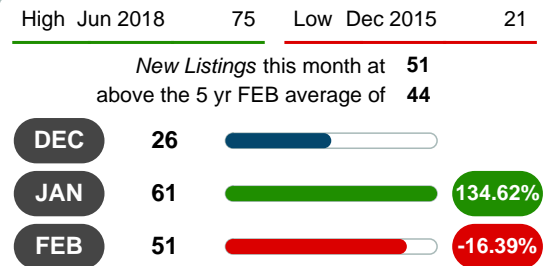 High Jun 2018 75 Low Dec 2015 21
New Listings this month at 51
above the 5 yr FEB average of 44
DEC 26
JAN 61 134.62%
FEB 51 -16.39%